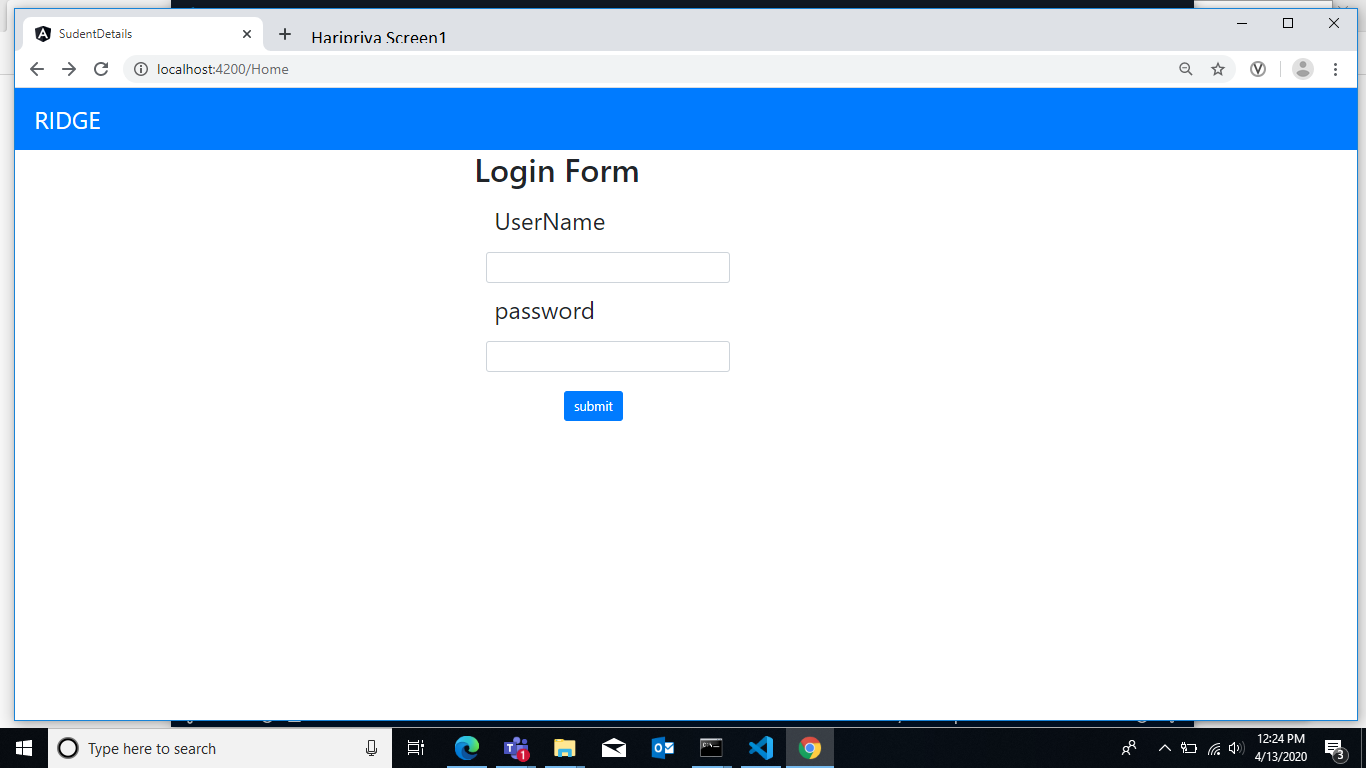 SudentDetails
Haripriya Screen1
localhost:4200/Home
RIDGE
Login Form
UserName
password
submit
Type here to search
1
12:24 PM
4/13/2020
3